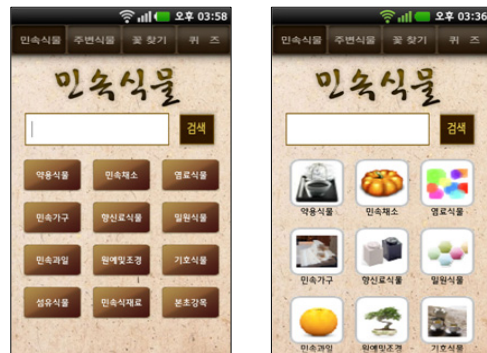 오후 03:58
민속식물 주변식물 꽃 찾기 퀴 즈
민속식물
검색
약용식물 민속채소 염료식물
민속가구 향신료식물 밀원식물
민속과일 원예및조경 기호식물
섬유식물 민속식재료 본초강목
오후 03:36
민속식물 주변식물 꽃 찾기 퀴 즈
민속식물
검색
약용식물 민속채소 염료식물
민속가구 향신료식물 밀원식물
민속과일 원예및조경 기호식물